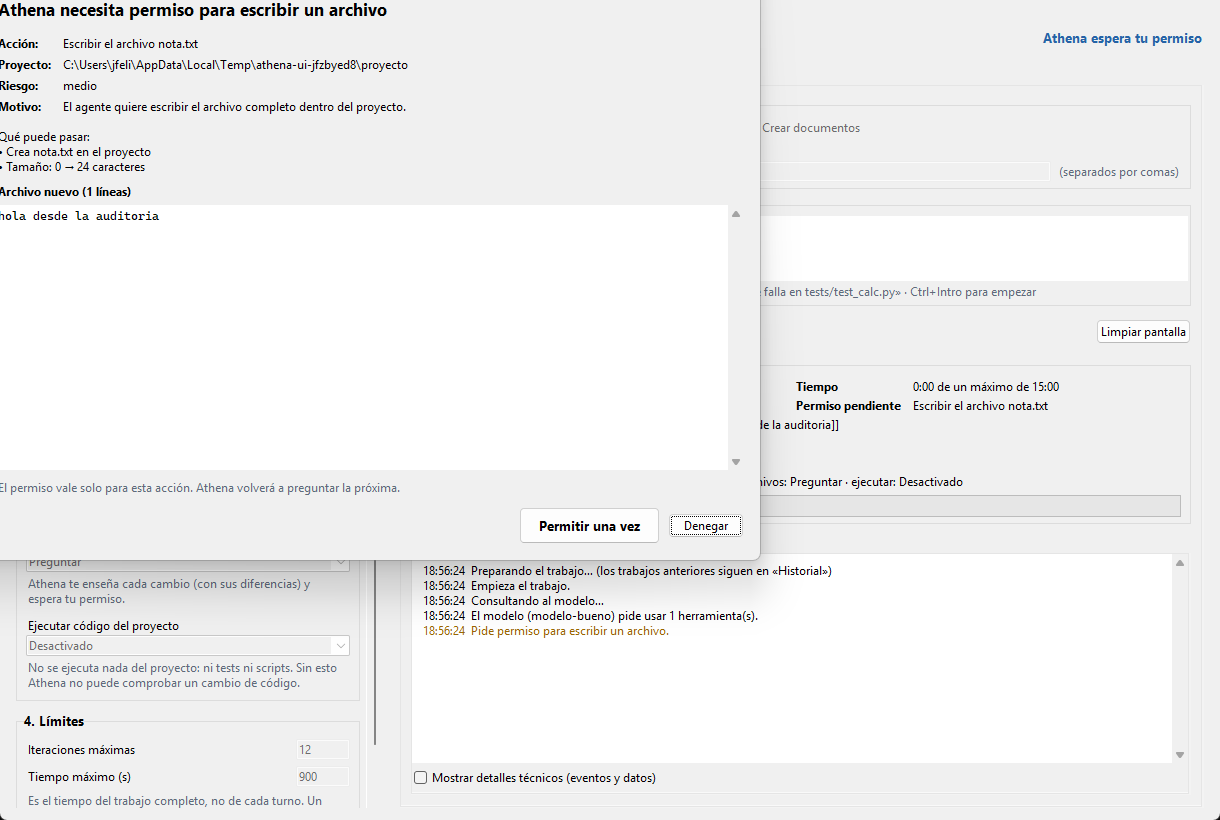 Athena necesita permiso para escribir un archivo
Acción: Escribir el archivo nota.txt
Proyecto: C:\Users\jfeli\AppData\Local\Temp\athena-ui-jfzbyed8\proyecto
Riesgo: medio
Motivo: El agente quiere escribir el archivo completo dentro del proyecto.
Qué puede pasar:
• Crea nota.txt en el proyecto
• Tamaño: 0 → 24 caracteres
Archivo nuevo (1 líneas)
hola desde la auditoria
El permiso vale solo para esta acción. Athena volverá a preguntar la próxima.
Permitir una vez
Denegar
Athena espera tu permiso
Crear documentos
(separados por comas)
falla en tests/test_calc.py» · Ctrl+Intro para empezar
Limpiar pantalla
Tiempo 0:00 de un máximo de 15:00
Permiso pendiente Escribir el archivo nota.txt
de la auditoria]]
Preguntar · ejecutar: Desactivado
Preguntar
Athena te enseña cada cambio (con sus diferencias) y
espera tu permiso.
Ejecutar código del proyecto
Desactivado
No se ejecuta nada del proyecto: ni tests ni scripts. Sin esto
Athena no puede comprobar un cambio de código.
4. Límites
Iteraciones máximas 12
Tiempo máximo (s) 900
Es el tiempo del trabajo completo, no de cada turno. Un
18:56:24 Preparando el trabajo... (los trabajos anteriores siguen en «Historial»)
18:56:24 Empieza el trabajo.
18:56:24 Consultando al modelo...
18:56:24 El modelo (modelo-bueno) pide usar 1 herramienta(s).
18:56:24 Pide permiso para escribir un archivo.
Mostrar detalles técnicos (eventos y datos)